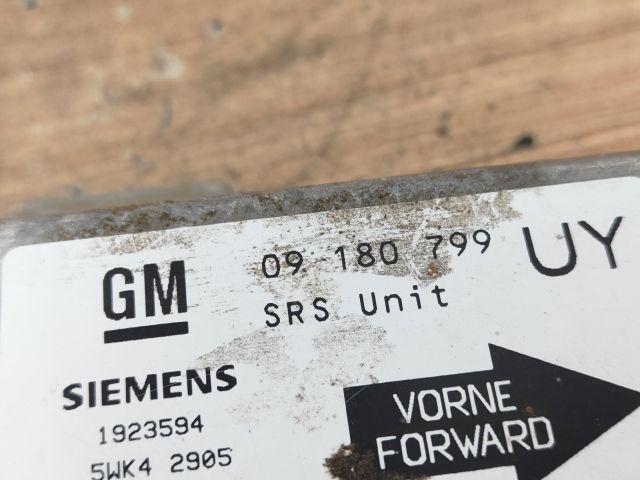 GM 09 180 799 UY
SRS Unit
SIEMENS
1923594
5WK4 2905
VORNE
FORWARD